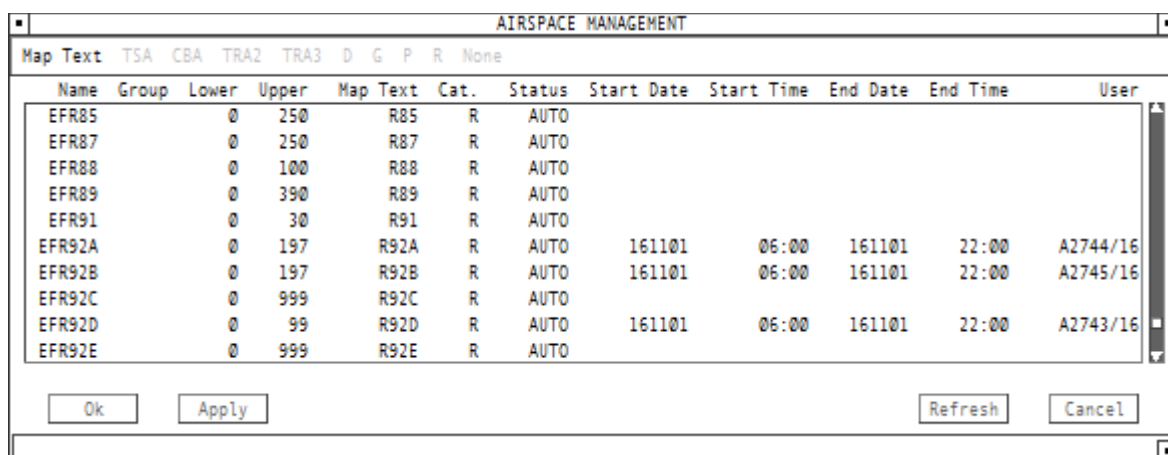 AIRSPACE MANAGEMENT
Map Text TSA CBA TRA2 TRA3 D G P R None
Name Group Lower Upper Map Text Cat. Status Start Date Start Time End Date End Time User
EFR85 0 250 R85 R AUTO
EFR87 0 250 R87 R AUTO
EFR88 0 100 R88 R AUTO
EFR89 0 390 R89 R AUTO
EFR91 0 30 R91 R AUTO
EFR92A 0 197 R92A R AUTO 161101 06:00 161101 22:00 A2744/16
EFR92B 0 197 R92B R AUTO 161101 06:00 161101 22:00 A2745/16
EFR92C 0 999 R92C R AUTO
EFR92D 0 99 R92D R AUTO 161101 06:00 161101 22:00 A2743/16
EFR92E 0 999 R92E R AUTO
Ok Apply Refresh Cancel